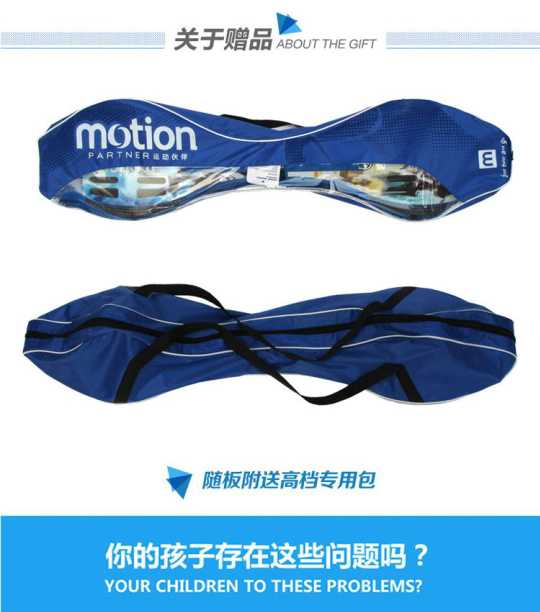 关于赠品 ABOUT THE GIFT
motion
PARTNER 运动伙伴
m
随板附送高档专用包
你的孩子存在这些问题吗？
YOUR CHILDREN TO THESE PROBLEMS?